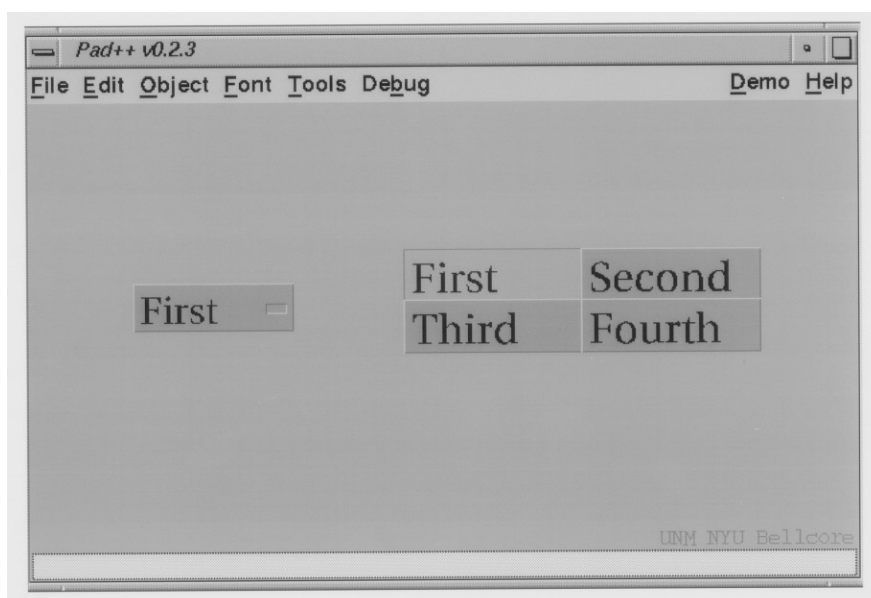 Pad++ v0.2.3
File Edit Object Font Tools Debug Demo Help
First Second
First
Third Fourth
UNM NYU Bellcore